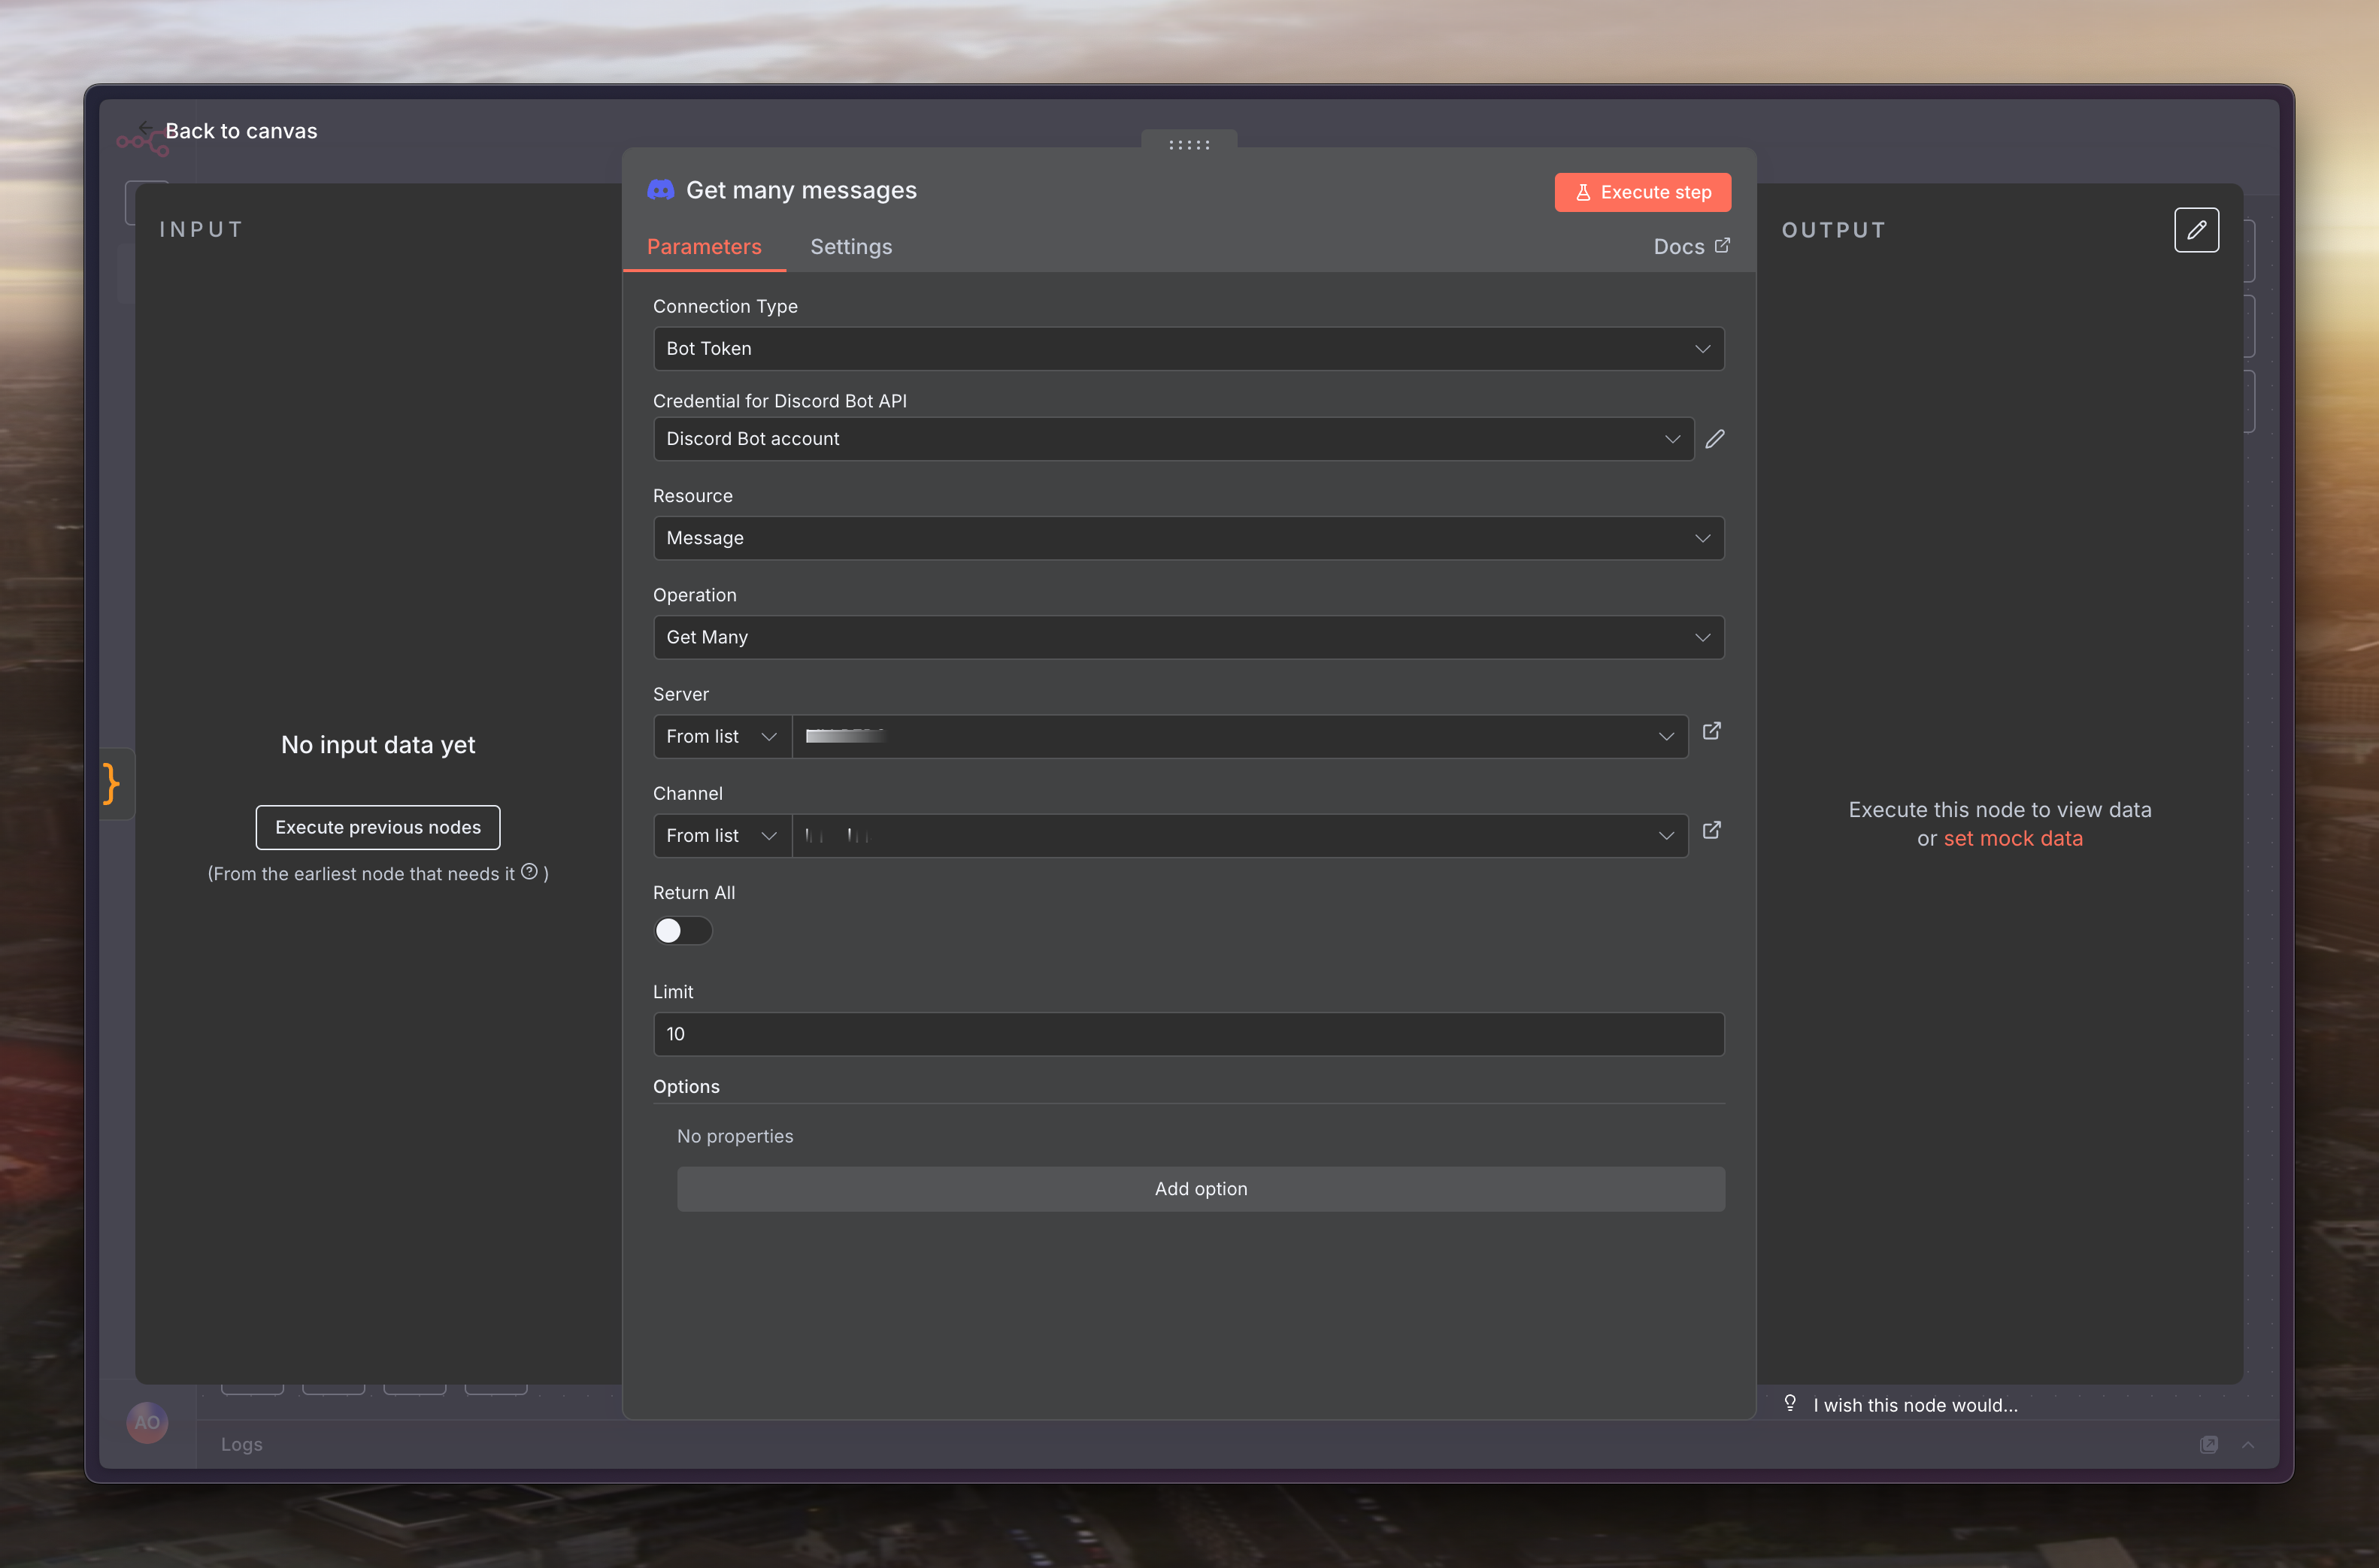 Back to canvas
INPUT
No input data yet
Execute previous nodes
(From the earliest node that needs it ?)
Get many messages
Execute step
Parameters
Settings
Docs
Connection Type
Bot Token
Credential for Discord Bot API
Discord Bot account
Resource
Message
Operation
Get Many
Server
From list
Channel
From list
Return All
Limit
10
Options
No properties
Add option
OUTPUT
Execute this node to view data
or set mock data
I wish this node would...
}
AO
Logs